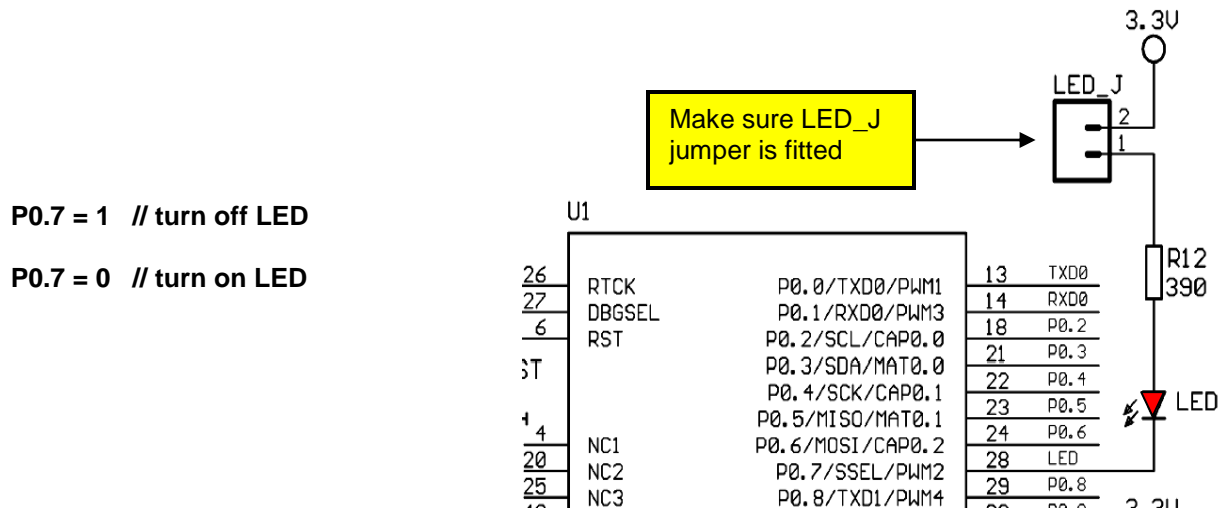 3.3V
LED_J
Make sure LED_J
jumper is fitted
2
1
P0.7 = 1 // turn off LED
P0.7 = 0 // turn on LED
U1
R12
390
26 RTCK P0.0/TXD0/PWM1 13 TXD0
27 DBGSEL P0.1/RXD0/PWM3 14 RXD0
6 RST P0.2/SCL/CAP0.0 18 P0.2
ST P0.3/SDA/MAT0.0 21 P0.3
P0.4/SCK/CAP0.1 22 P0.4
P0.5/MISO/MAT0.1 23 P0.5
LED
4 NC1 P0.6/MOSI/CAP0.2 24 P0.6
20 NC2 P0.7/SSEL/PWM2 28 LED
25 NC3 P0.8/TXD1/PWM4 29 P0.8